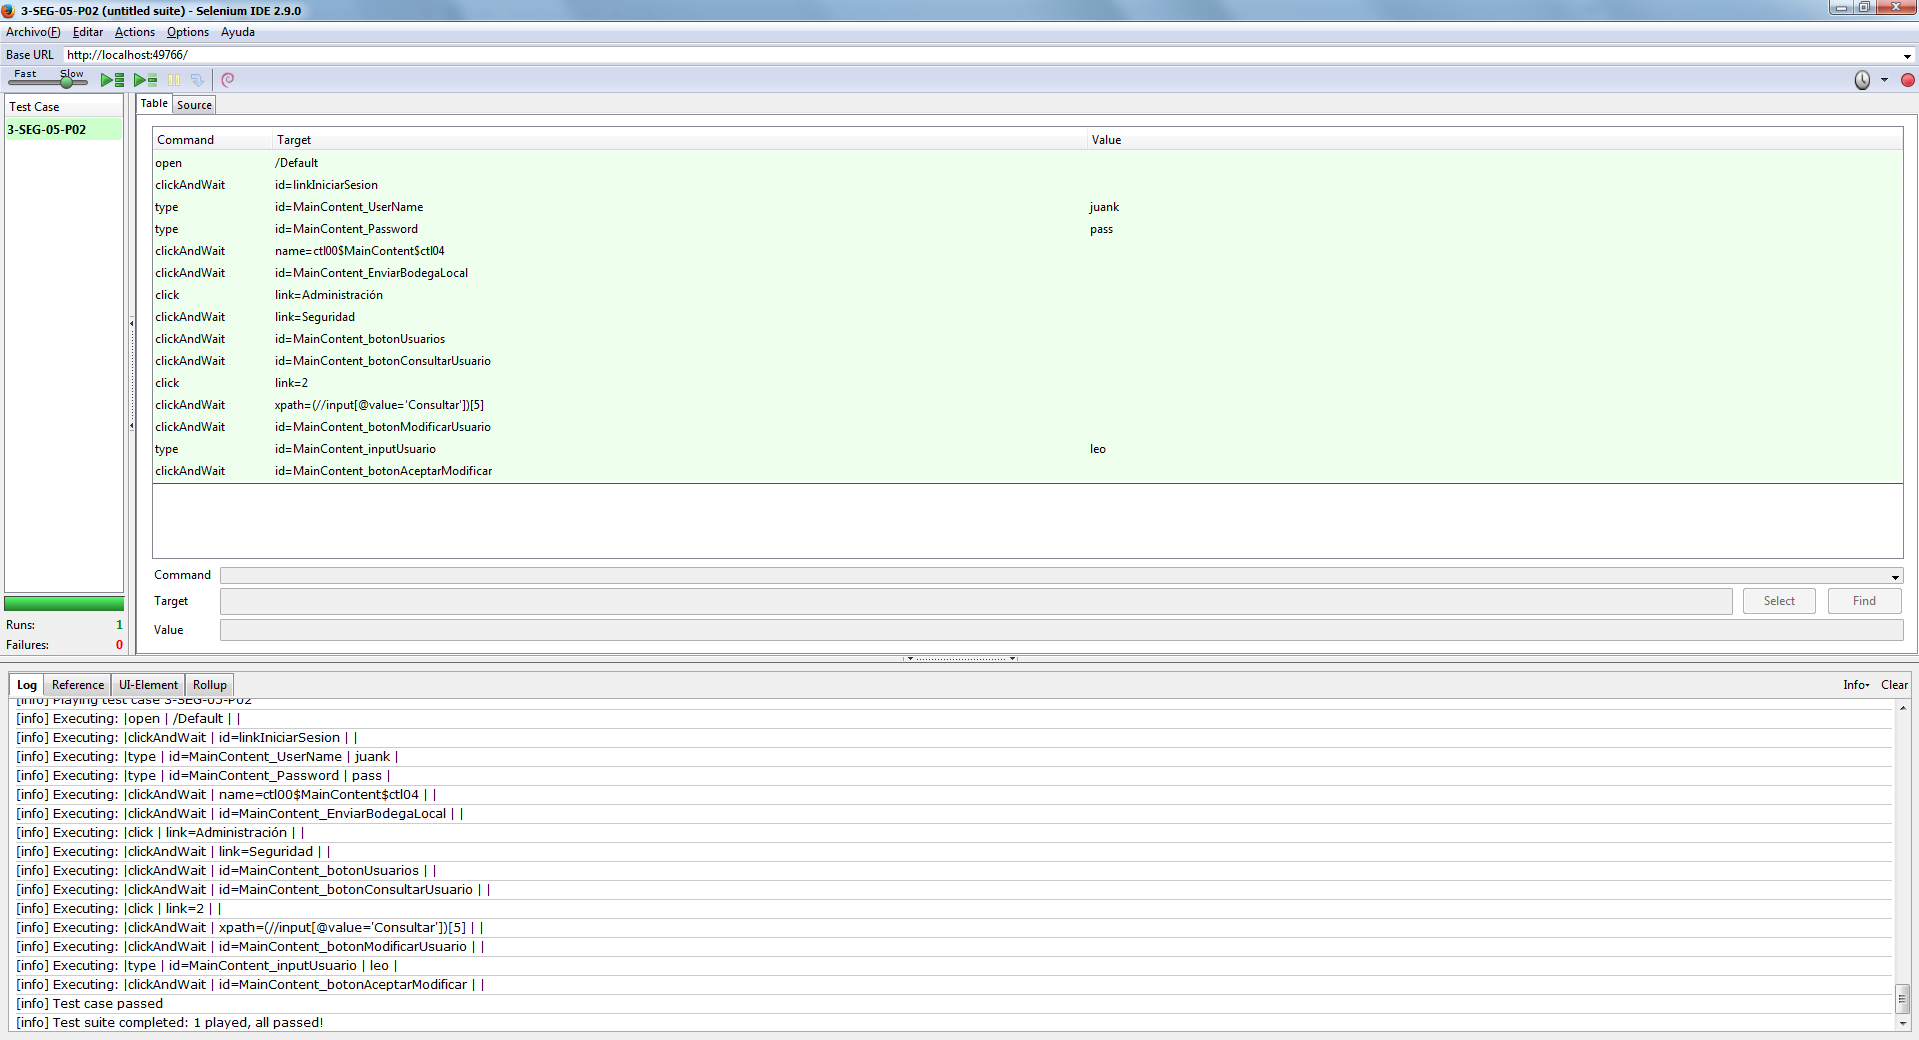 3-SEG-05-P02 (untitled suite) - Selenium IDE 2.9.0
Archivo(F) Editar Actions Options Ayuda
Base URL http://localhost:49766/
Fast Slow
Test Case
3-SEG-05-P02
Table Source
Command Target Value
open /Default
clickAndWait id=linkIniciarSesion
type id=MainContent_UserName juank
type id=MainContent_Password pass
clickAndWait name=ctl00$MainContent$ctl04
clickAndWait id=MainContent_EnviarBodegaLocal
click link=Administración
clickAndWait link=Seguridad
clickAndWait id=MainContent_botonUsuarios
clickAndWait id=MainContent_botonConsultarUsuario
click link=2
clickAndWait xpath=(//input[@value='Consultar'])[5]
clickAndWait id=MainContent_botonModificarUsuario
type id=MainContent_inputUsuario leo
clickAndWait id=MainContent_botonAceptarModificar
Command
Target Select Find
Value
Runs: 1
Failures: 0
Log Reference UI-Element Rollup Info Clear
[info] Playing test case 3-SEG-05-P02
[info] Executing: |open | /Default | |
[info] Executing: |clickAndWait | id=linkIniciarSesion | |
[info] Executing: |type | id=MainContent_UserName | juank |
[info] Executing: |type | id=MainContent_Password | pass |
[info] Executing: |clickAndWait | name=ctl00$MainContent$ctl04 | |
[info] Executing: |clickAndWait | id=MainContent_EnviarBodegaLocal | |
[info] Executing: |click | link=Administración | |
[info] Executing: |clickAndWait | link=Seguridad | |
[info] Executing: |clickAndWait | id=MainContent_botonUsuarios | |
[info] Executing: |clickAndWait | id=MainContent_botonConsultarUsuario | |
[info] Executing: |click | link=2 | |
[info] Executing: |clickAndWait | xpath=(//input[@value='Consultar'])[5] | |
[info] Executing: |clickAndWait | id=MainContent_botonModificarUsuario | |
[info] Executing: |type | id=MainContent_inputUsuario | leo |
[info] Executing: |clickAndWait | id=MainContent_botonAceptarModificar | |
[info] Test case passed
[info] Test suite completed: 1 played, all passed!